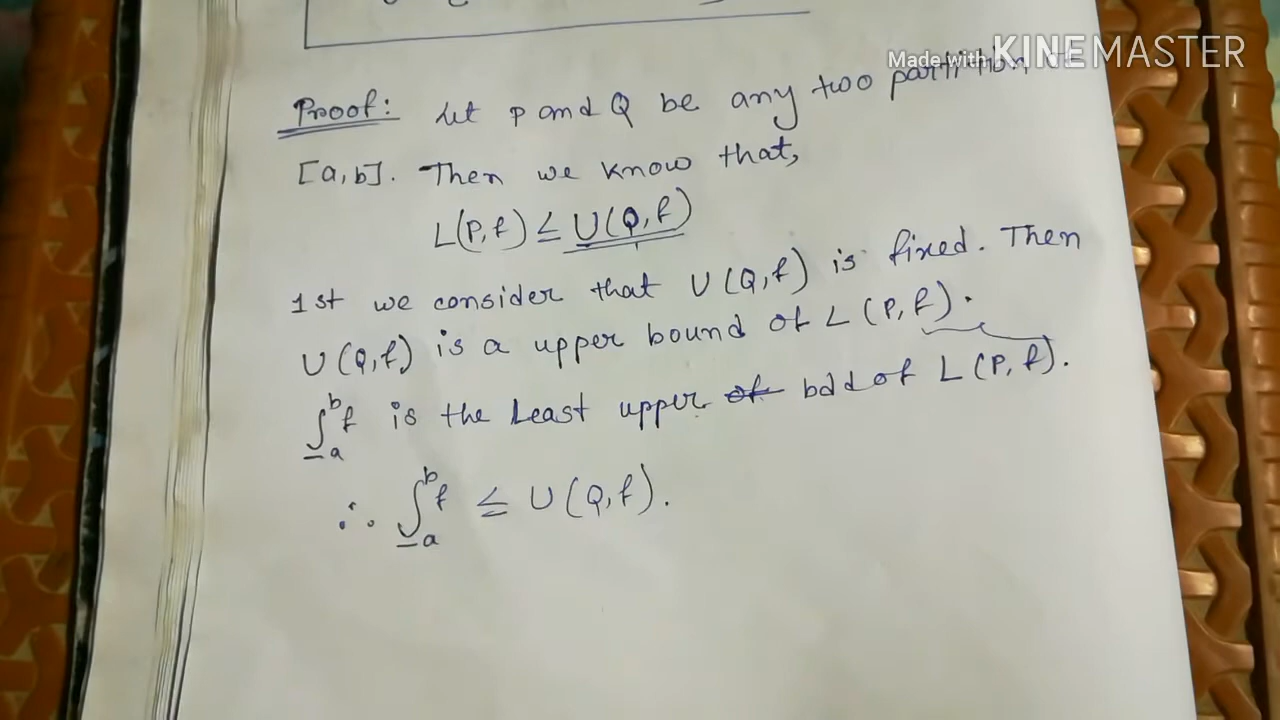 Made with KINEMASTER
Proof: Let P and Q be any two partition
[a,b]. Then we know that,
L(P,f) ≤ U(Q,f)
1st we consider that U(Q,f) is fixed. Then
U(Q,f) is a upper bound of L(P,f).
∫_a^b f is the Least upper of bdd of L(P,f).
∴ ∫_a^b f ≤ U(Q,f).